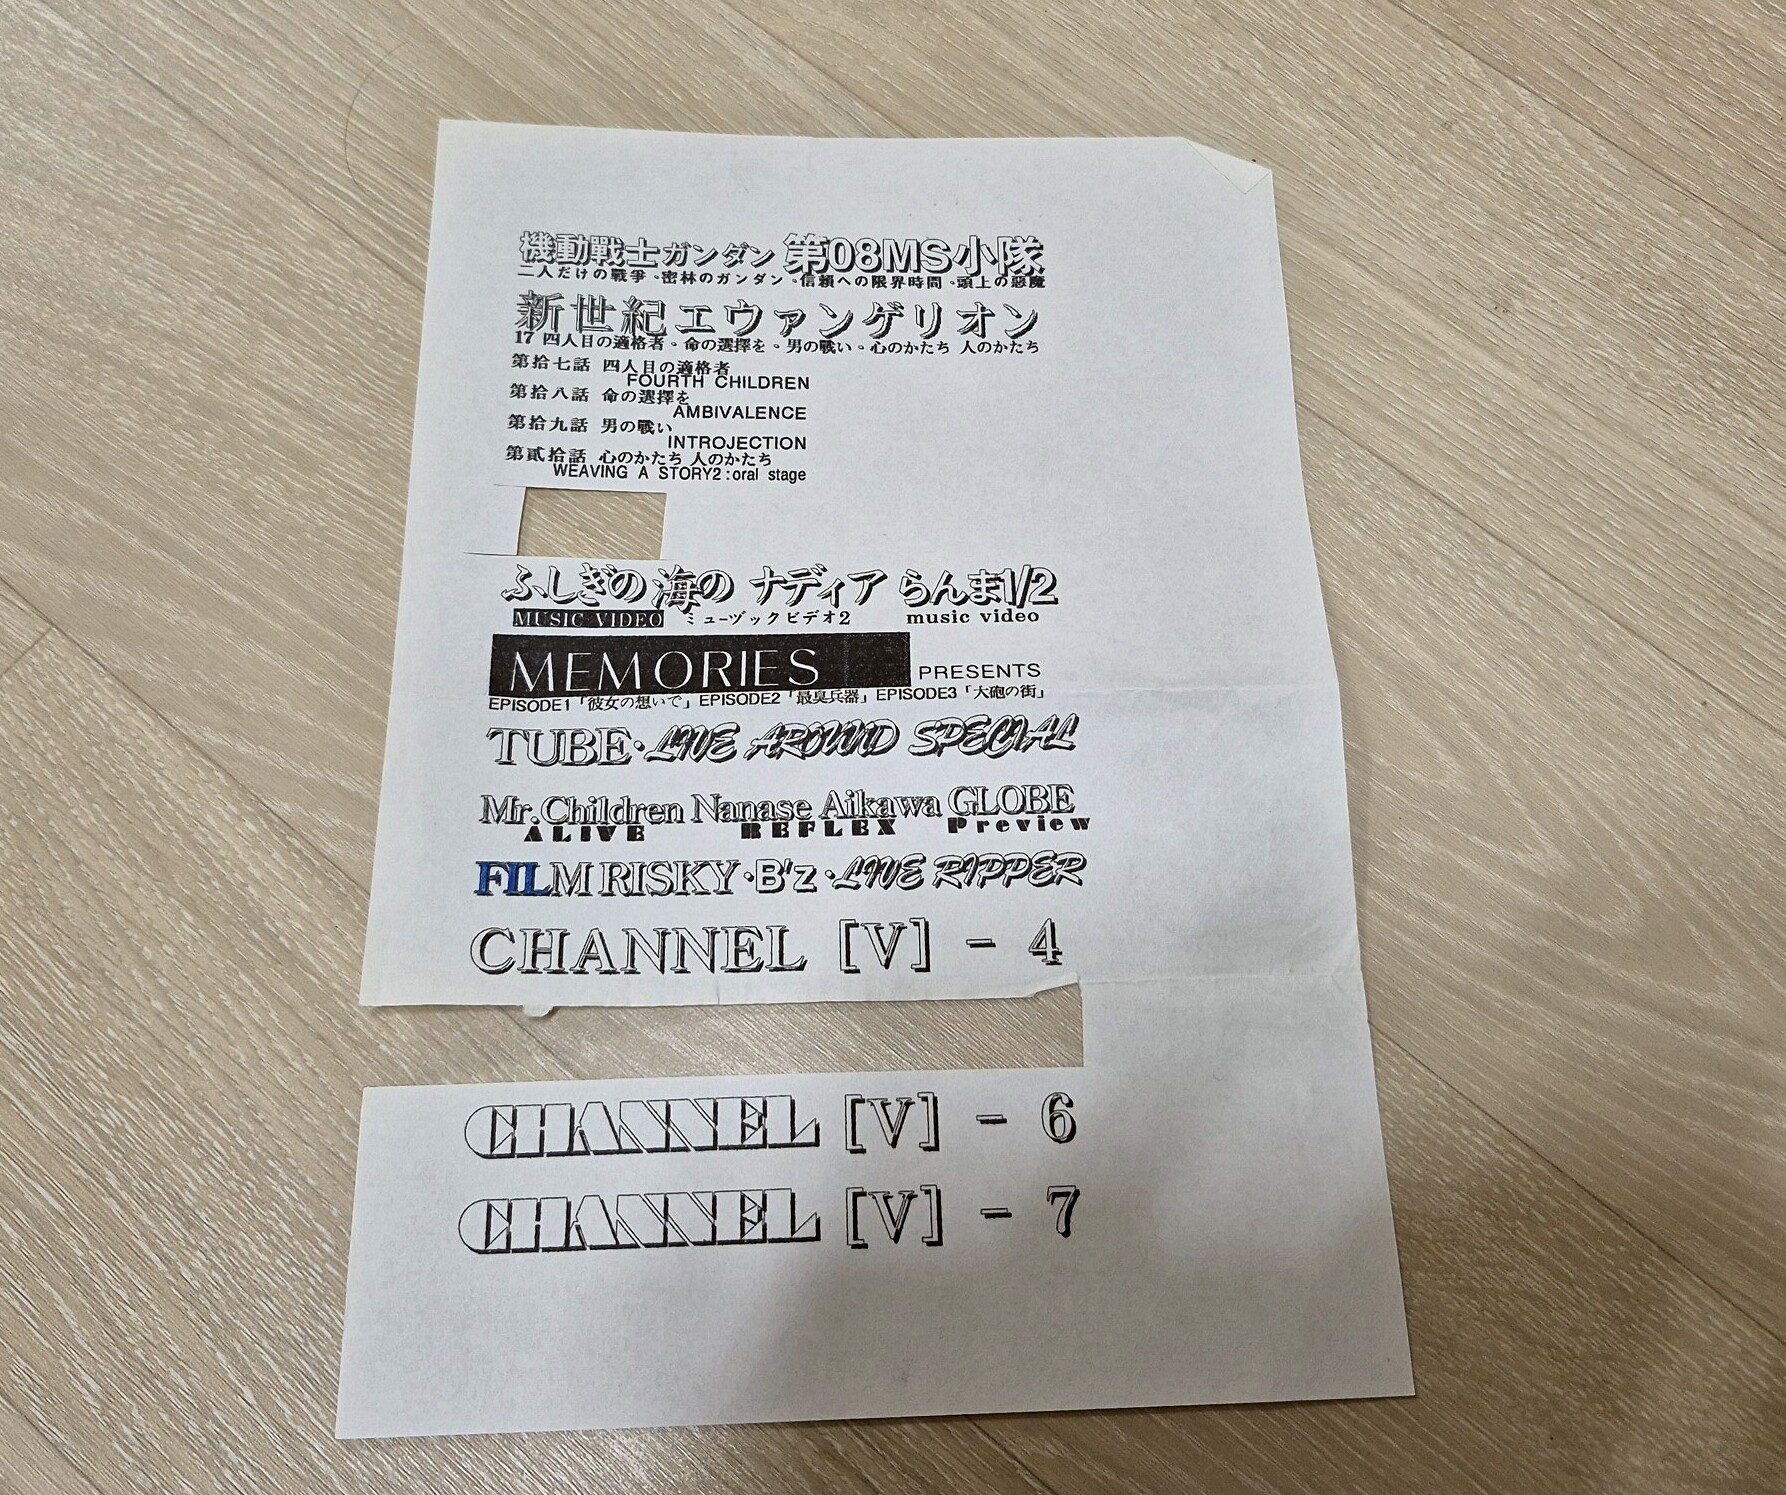 機動戰士ガンダン 第08MS小隊
二人だけの戰爭・密林のガンダン・信頼への限界時間・頭上の惡魔
新世紀エヴァンゲリオン
17 四人目の適格者。命の選擇を。男の戰い。心のかたち 人のかたち
第拾七話 四人目の適格者
FOURTH CHILDREN
第拾八話 命の選擇を
AMBIVALENCE
第拾九話 男の戰い
INTROJECTION
第貳拾話 心のかたち 人のかたち
WEAVING A STORY2:oral stage
ふしぎの海の ナディア らんま1/2
MUSIC VIDEO ミューヅックビデオ2 music video
MEMORIES PRESENTS
EPISODE1「彼女の想いで」EPISODE2「最臭兵器」EPISODE3「大砲の街」
TUBE・LIVE AROUND SPECIAL
Mr.Children Nanase Aikawa GLOBE
ALIVE REFLEX Preview
FILM RISKY・B'z・LIVE RIPPER
CHANNEL [V] - 4
CHANNEL [V] - 6
CHANNEL [V] - 7